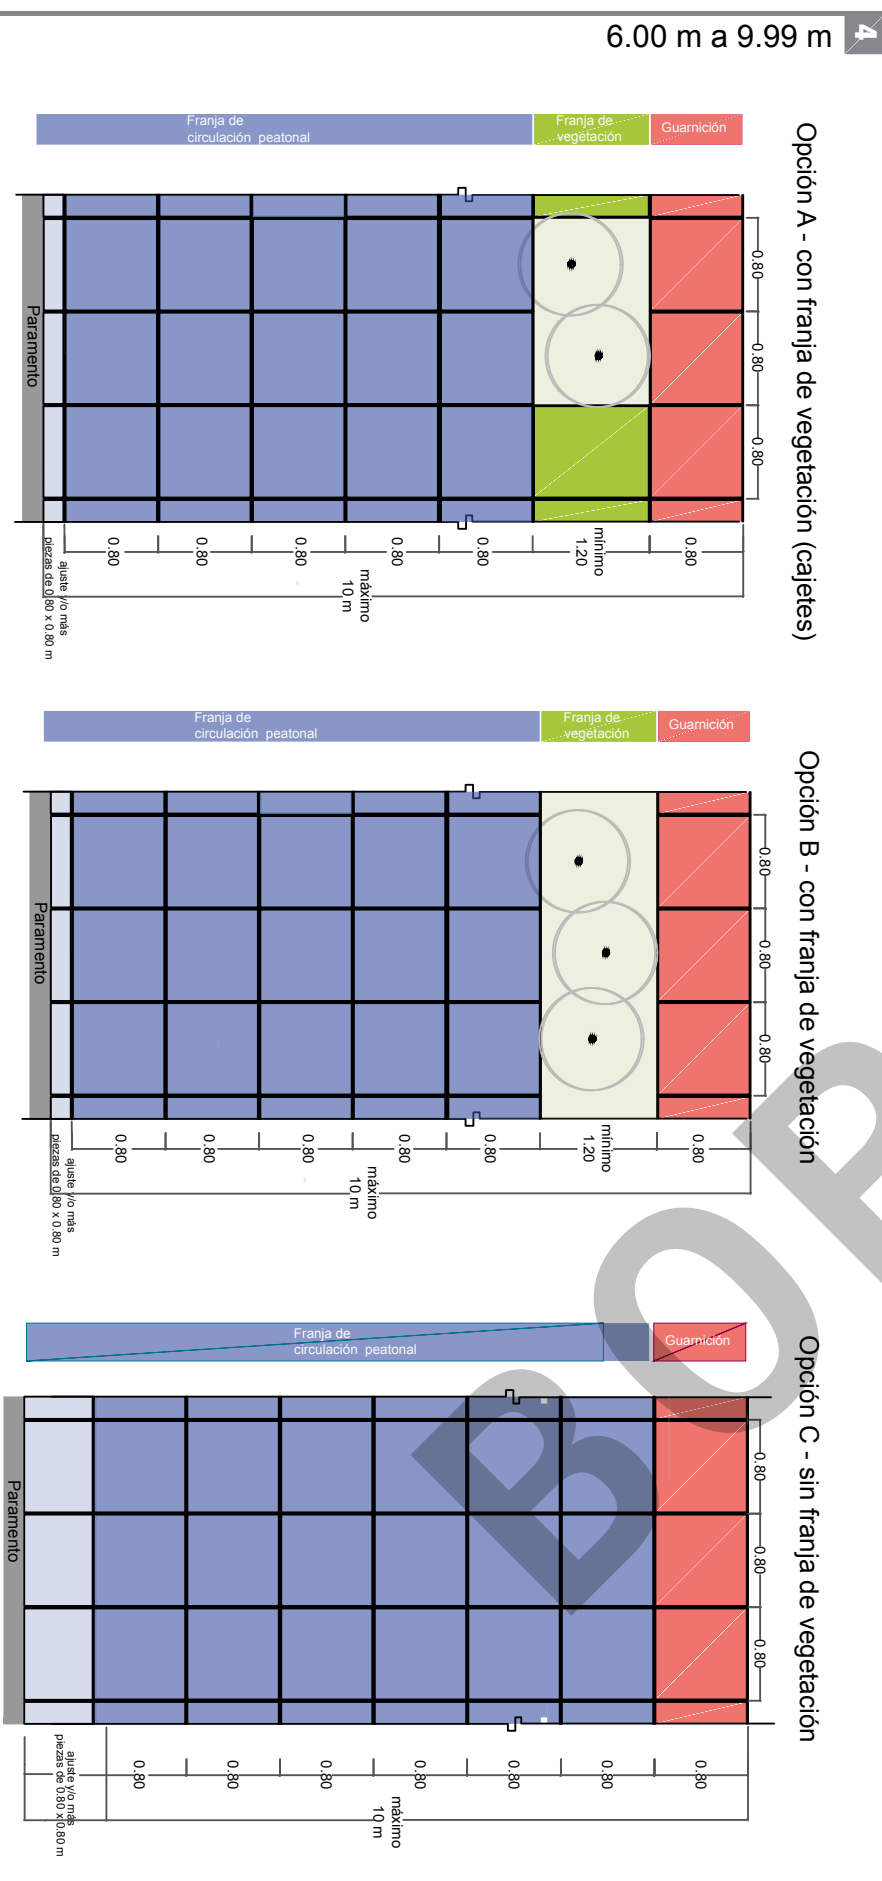 6.00 m a 9.99 m
4
Opción A - con franja de vegetación (cajetes)
Franja de
circulación peatonal
Franja de
vegetación
Guarnición
0.80
0.80
0.80
Paramento
0.80
0.80
0.80
0.80
0.80
mínimo
1.20
0.80
máximo
10 m
ajuste y/o más
piezas de 0.80 x 0.80 m
Opción B - con franja de vegetación
Franja de
circulación peatonal
Franja de
vegetación
Guarnición
0.80
0.80
0.80
Paramento
0.80
0.80
0.80
0.80
0.80
mínimo
1.20
0.80
máximo
10 m
ajuste y/o más
piezas de 0.80 x 0.80 m
Opción C - sin franja de vegetación
Franja de
circulación peatonal
Guarnición
0.80
0.80
0.80
Paramento
0.80
0.80
0.80
0.80
0.80
0.80
0.80
máximo
10 m
ajuste y/o más
piezas de 0.80 x 0.80 m
BOR